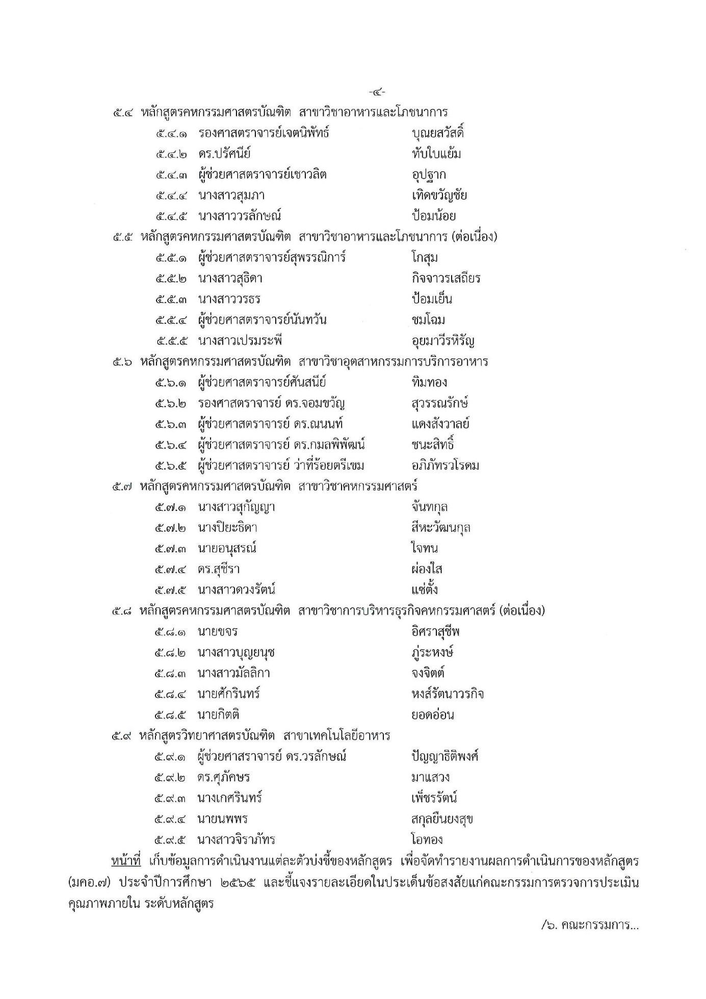 -๔-
๕.๔ หลักสูตรคหกรรมศาสตรบัณฑิต สาขาวิชาอาหารและโภชนาการ
๕.๔.๑ รองศาสตราจารย์เจตนิพัทธ์ บุณยสวัสดิ์
๕.๔.๒ ดร.ปรัศนีย์ ทับใบแย้ม
๕.๔.๓ ผู้ช่วยศาสตราจารย์เชาวลิต อุปฐาก
๕.๔.๔ นางสาวสุมภา เทิดขวัญชัย
๕.๔.๕ นางสาววรลักษณ์ ป้อมน้อย
๕.๕ หลักสูตรคหกรรมศาสตรบัณฑิต สาขาวิชาอาหารและโภชนาการ (ต่อเนื่อง)
๕.๕.๑ ผู้ช่วยศาสตราจารย์สุพรรณิการ์ โกสุม
๕.๕.๒ นางสาวสุธิดา กิจจาวรเสถียร
๕.๕.๓ นางสาววรธร ป้อมเย็น
๕.๕.๔ ผู้ช่วยศาสตราจารย์นันทวัน ชมโฉม
๕.๕.๕ นางสาวเปรมระพี อุยมาวีรหิรัญ
๕.๖ หลักสูตรคหกรรมศาสตรบัณฑิต สาขาวิชาอุตสาหกรรมการบริการอาหาร
๕.๖.๑ ผู้ช่วยศาสตราจารย์ศันสนีย์ ทิมทอง
๕.๖.๒ รองศาสตราจารย์ ดร.จอมขวัญ สุวรรณรักษ์
๕.๖.๓ ผู้ช่วยศาสตราจารย์ ดร.ณนนท์ แดงสังวาลย์
๕.๖.๔ ผู้ช่วยศาสตราจารย์ ดร.กมลพิพัฒน์ ชนะสิทธิ์
๕.๖.๕ ผู้ช่วยศาสตราจารย์ ว่าที่ร้อยตรีเขม อภิภัทรวโรดม
๕.๗ หลักสูตรคหกรรมศาสตรบัณฑิต สาขาวิชาคหกรรมศาสตร์
๕.๗.๑ นางสาวสุกัญญา จันทกุล
๕.๗.๒ นางปิยะธิดา สีหะวัฒนกุล
๕.๗.๓ นายอนุสรณ์ ใจทน
๕.๗.๔ ดร.สุชีรา ผ่องใส
๕.๗.๕ นางสาวดวงรัตน์ แซ่ตั้ง
๕.๘ หลักสูตรคหกรรมศาสตรบัณฑิต สาขาวิชาการบริหารธุรกิจคหกรรมศาสตร์ (ต่อเนื่อง)
๕.๘.๑ นายขจร อิศราสุชีพ
๕.๘.๒ นางสาวบุญยนุช ภู่ระหงษ์
๕.๘.๓ นางสาวมัลลิกา จงจิตต์
๕.๘.๔ นายศักรินทร์ หงส์รัตนาวรกิจ
๕.๘.๕ นายกิตติ ยอดอ่อน
๕.๙ หลักสูตรวิทยาศาสตรบัณฑิต สาขาเทคโนโลยีอาหาร
๕.๙.๑ ผู้ช่วยศาสราจารย์ ดร.วรลักษณ์ ปัญญาธิติพงศ์
๕.๙.๒ ดร.ศุภัคษร มาแสวง
๕.๙.๓ นางเกศรินทร์ เพ็ชรรัตน์
๕.๙.๔ นายนพพร สกุลยืนยงสุข
๕.๙.๕ นางสาวจิราภัทร โอทอง
หน้าที่ เก็บข้อมูลการดำเนินงานแต่ละตัวบ่งชี้ของหลักสูตร เพื่อจัดทำรายงานผลการดำเนินการของหลักสูตร
(มคอ.๗) ประจำปีการศึกษา ๒๕๖๕ และชี้แจงรายละเอียดในประเด็นข้อสงสัยแก่คณะกรรมการตรวจการประเมิน
คุณภาพภายใน ระดับหลักสูตร
/๖. คณะกรรมการ...